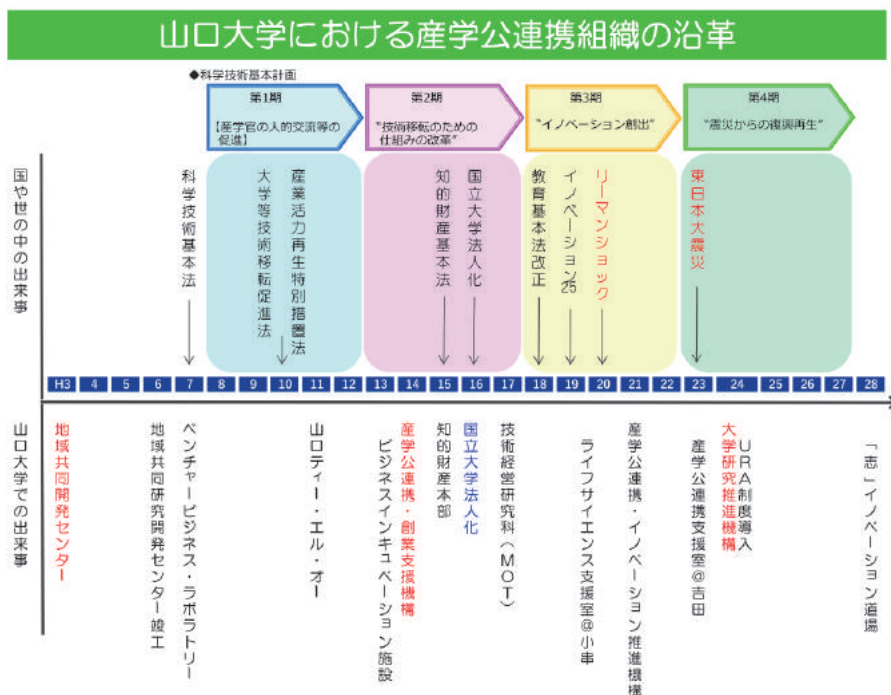 山口大学における産学公連携組織の沿革
◆科学技術基本計画
第1期
【産学官の人的交流等の
促進】
第2期
"技術移転のための
仕組みの改革"
第3期
"イノベーション創出"
第4期
"震災からの復興再生"
国や世の中の出来事
科学技術基本法
大学等技術移転促進法
産業活力再生特別措置法
知的財産基本法
国立大学法人化
教育基本法改正
イノベーション25
リーマンショック
東日本大震災
H3 4 5 6 7 8 9 10 11 12 13 14 15 16 17 18 19 20 21 22 23 24 25 26 27 28
山口大学での出来事
地域共同開発センター
地域共同研究開発センター竣工
ベンチャービジネス・ラボラトリー
山口ティー・エル・オー
ビジネスインキュベーション施設
産学公連携・創業支援機構
知的財産本部
国立大学法人化
技術経営研究科(MOT)
ライフサイエンス支援室@小串
産学公連携・イノベーション推進機構
産学公連携支援室@吉田
大学研究推進機構
URA制度導入
「志」イノベーション道場